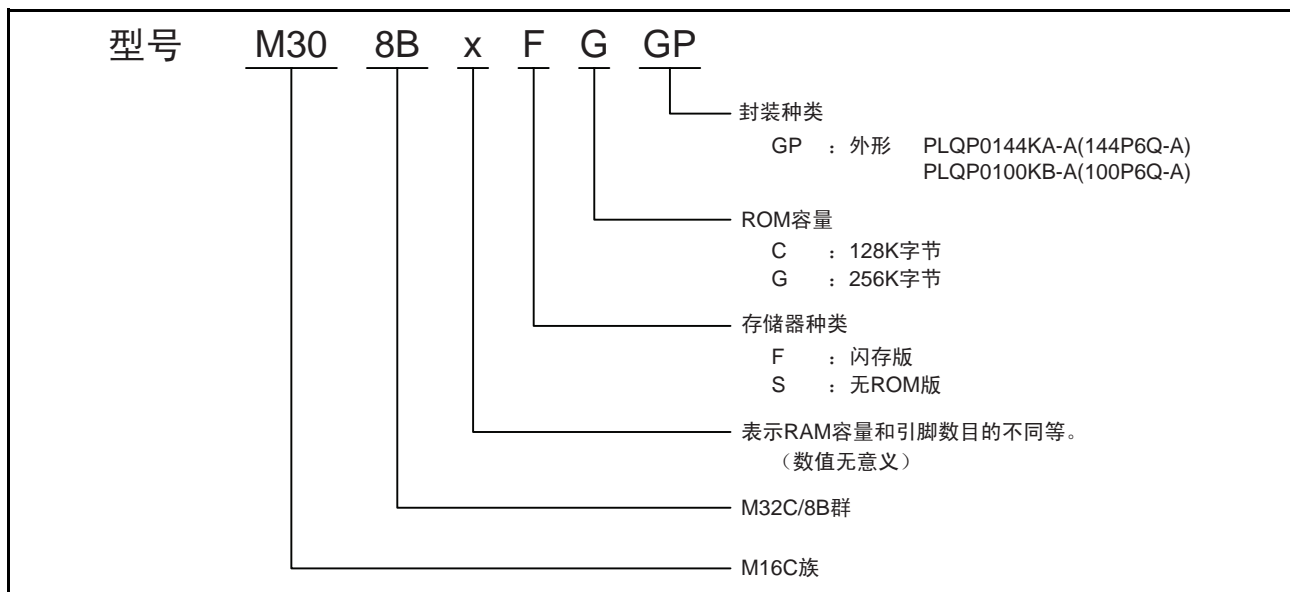 型号 M30 8B x F G GP
封装种类
GP : 外形 PLQP0144KA-A(144P6Q-A)
PLQP0100KB-A(100P6Q-A)
ROM容量
C : 128K字节
G : 256K字节
存储器种类
F : 闪存版
S : 无ROM版
表示RAM容量和引脚数目的不同等。
（数值无意义）
M32C/8B群
M16C族